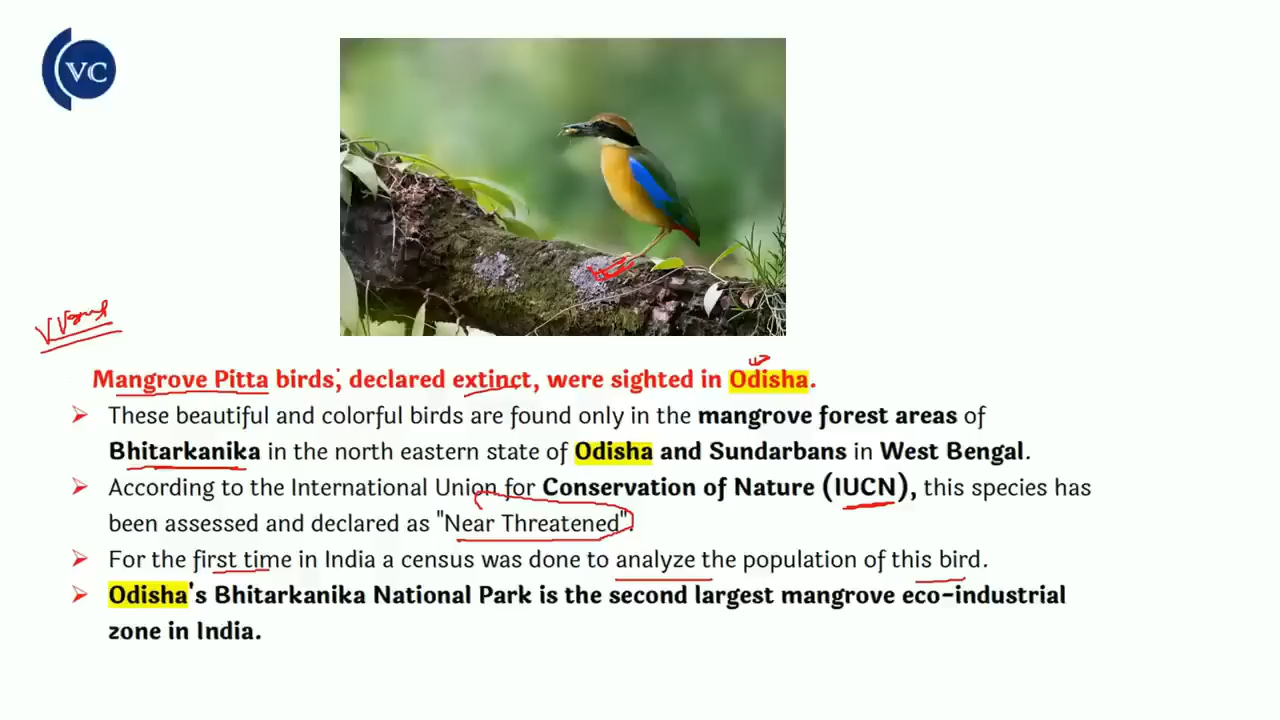 VC
Mangrove Pitta birds, declared extinct, were sighted in Odisha.
These beautiful and colorful birds are found only in the mangrove forest areas of
Bhitarkanika in the north eastern state of Odisha and Sundarbans in West Bengal.
According to the International Union for Conservation of Nature (IUCN), this species has
been assessed and declared as "Near Threatened".
For the first time in India a census was done to analyze the population of this bird.
Odisha's Bhitarkanika National Park is the second largest mangrove eco-industrial
zone in India.